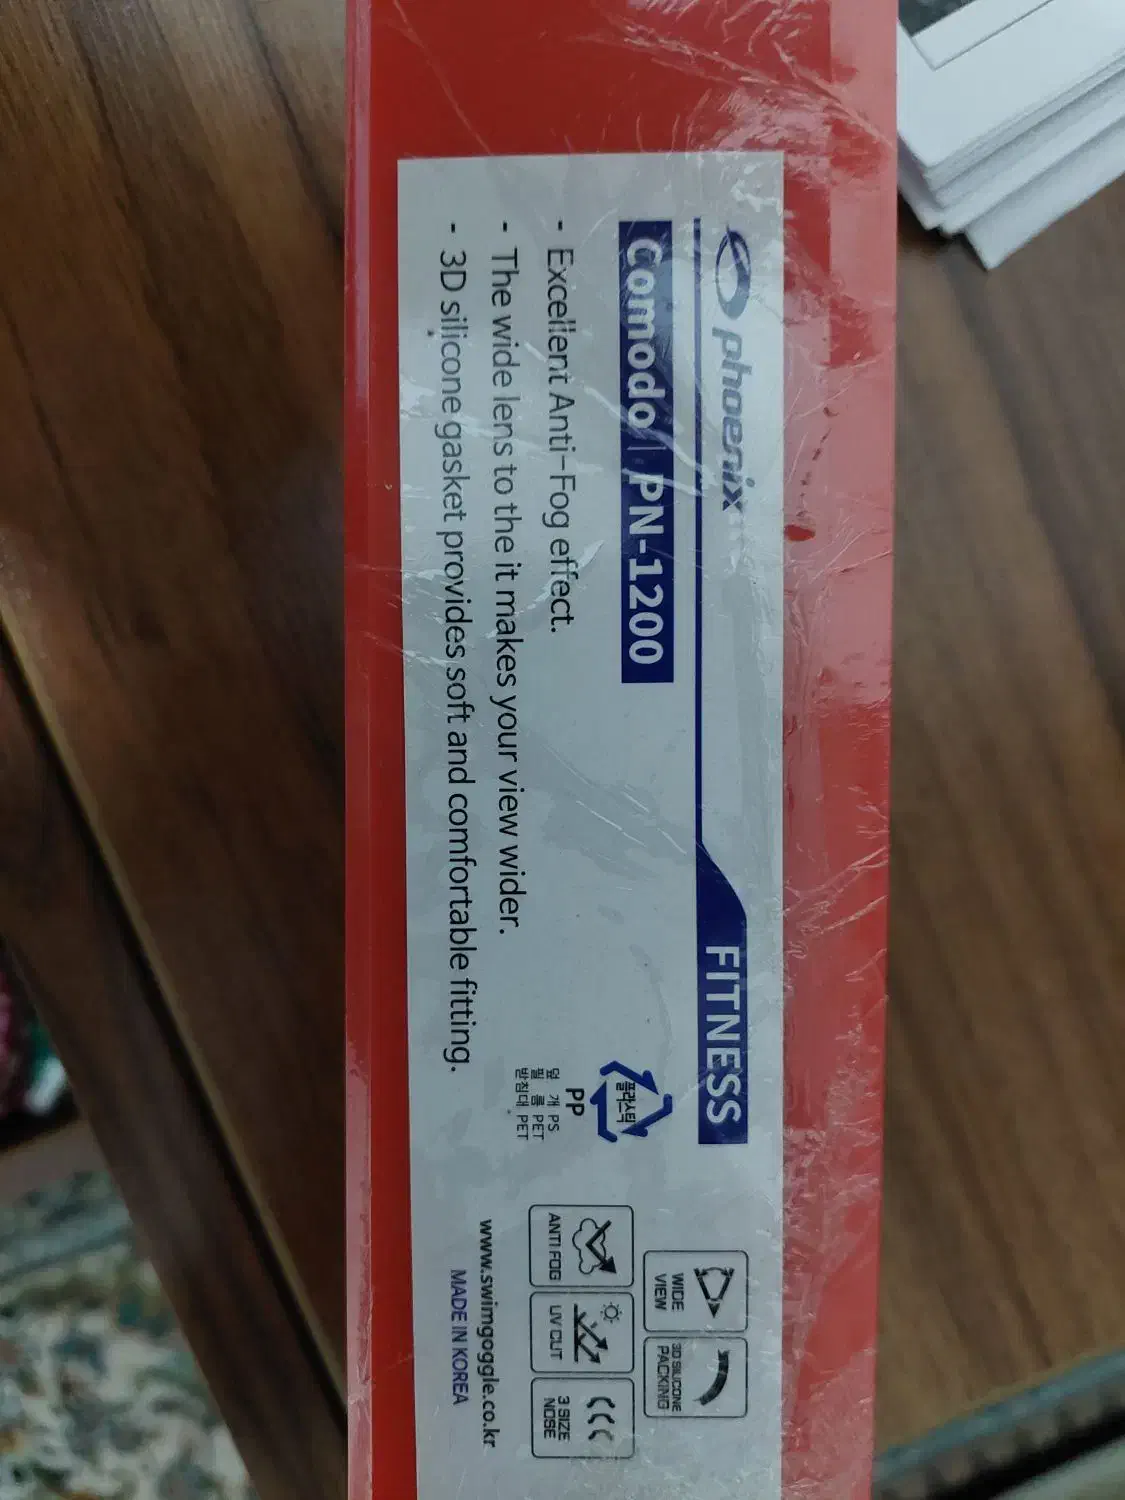 phoenix
FITNESS
Comodo | PN-1200
- Excellent Anti-Fog effect.
- The wide lens to the it makes your view wider.
- 3D silicone gasket provides soft and comfortable fitting.
플라스틱
PP
덮 개 PS
필 름 PET
받침대 PET
WIDE
VIEW
3D SILICONE
PACKING
ANTI FOG
UV CUT
3 SIZE
NOSE
www.swimgoggle.co.kr
MADE IN KOREA